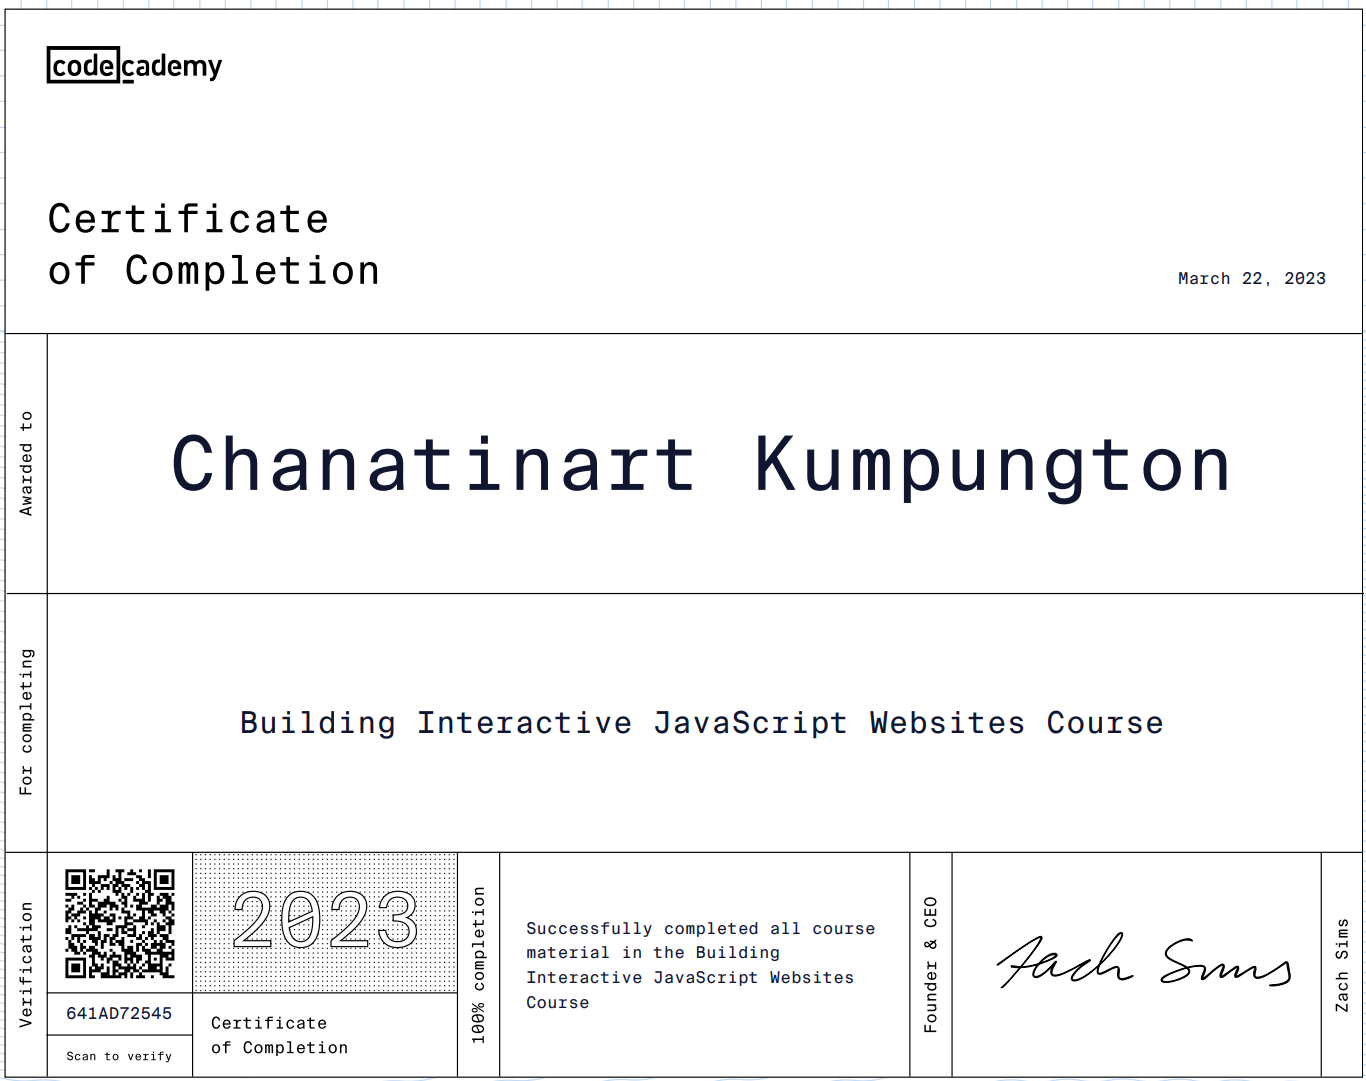 codecademy
Certificate
of Completion
March 22, 2023
Awarded to
Chanatinart Kumpungton
For completing
Building Interactive JavaScript Websites Course
Verification
641AD72545
Scan to verify
2023
Certificate
of Completion
100% completion
Successfully completed all course
material in the Building
Interactive JavaScript Websites
Course
Founder & CEO
Zach Sims
Zach Sims